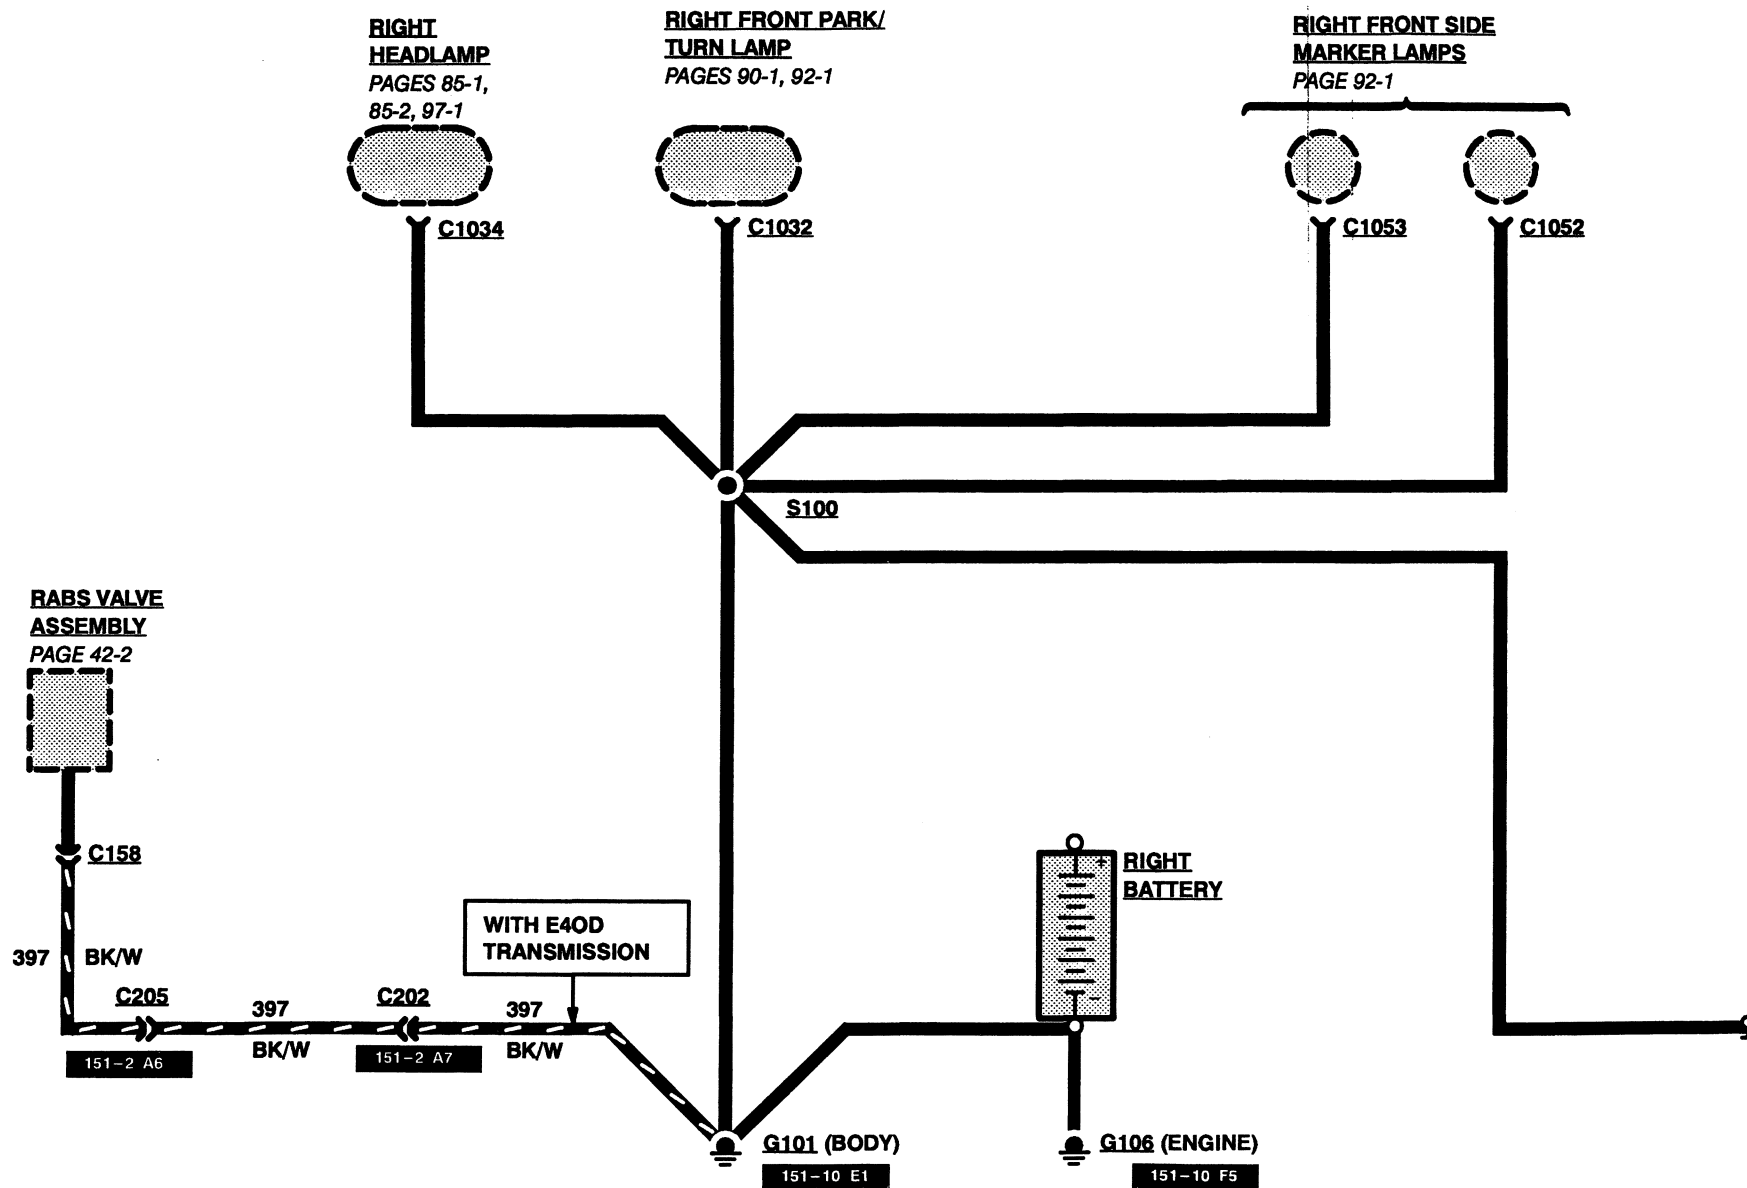 RIGHT
HEADLAMP
PAGES 85-1,
85-2, 97-1
RIGHT FRONT PARK/
TURN LAMP
PAGES 90-1, 92-1
RIGHT FRONT SIDE
MARKER LAMPS
PAGE 92-1
C1034
C1032
C1053
C1052
S100
RABS VALVE
ASSEMBLY
PAGE 42-2
C158
RIGHT
BATTERY
+
-
WITH E4OD
TRANSMISSION
397
BK/W
C205
397
BK/W
C202
397
BK/W
151-2 A6
151-2 A7
G101 (BODY)
151-10 E1
G106 (ENGINE)
151-10 F5